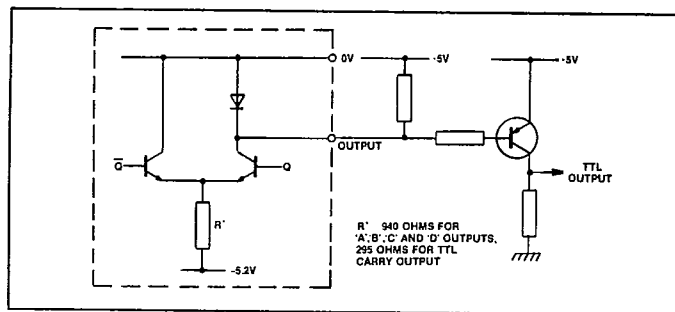 0V
·5V
·5V
OUTPUT
Q̄
Q
TTL
OUTPUT
R'
R' 940 OHMS FOR
'A','B','C' AND 'D' OUTPUTS,
295 OHMS FOR TTL
CARRY OUTPUT
-5.2V